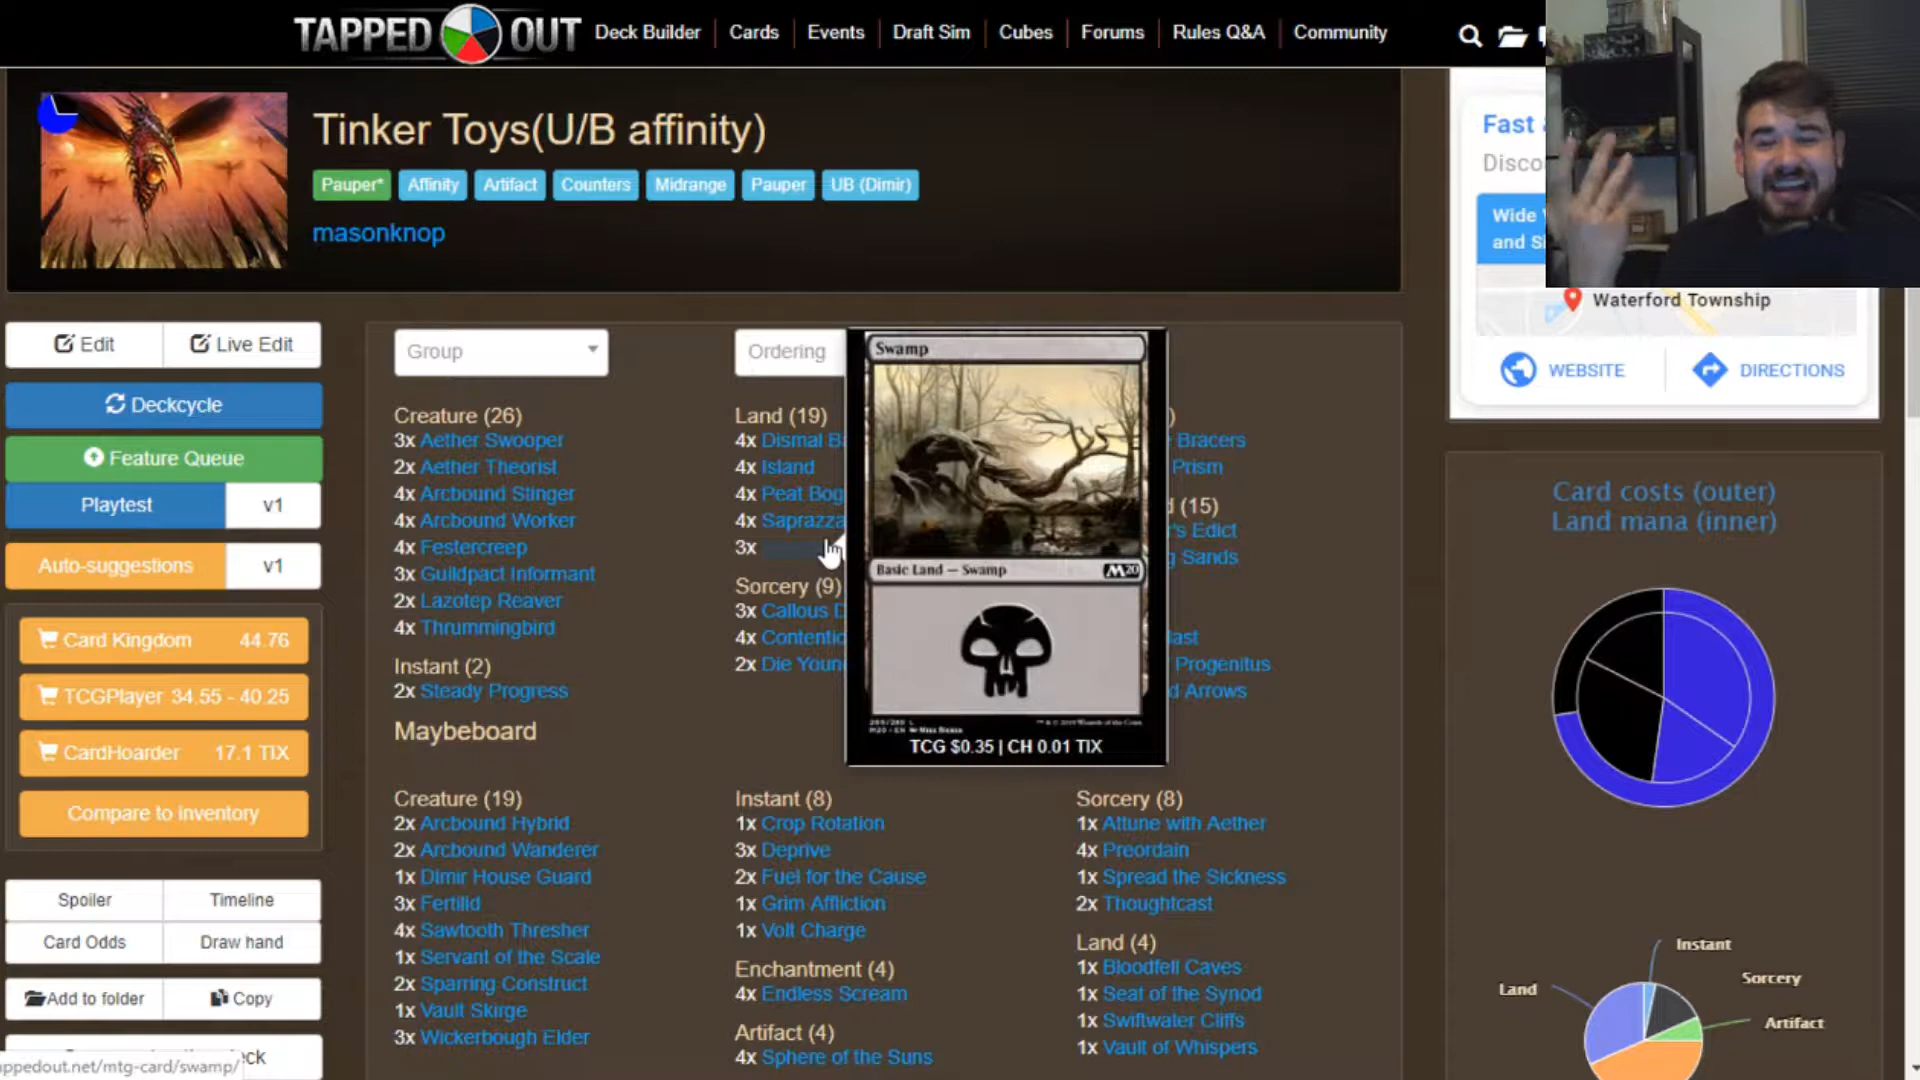 TAPPED OUT
Deck Builder
Cards
Events
Draft Sim
Cubes
Forums
Rules Q&A
Community
Tinker Toys(U/B affinity)
Pauper*
Affinity
Artifact
Counters
Midrange
Pauper
UB (Dimir)
masonknop
Fast
Disco
Wide
and Si
Waterford Township
WEBSITE
DIRECTIONS
Edit
Live Edit
Deckcycle
Feature Queue
Playtest
v1
Auto-suggestions
v1
Card Kingdom 44.76
TCGPlayer 34.55 - 40.25
CardHoarder 17.1 TIX
Compare to inventory
Spoiler
Timeline
Card Odds
Draw hand
Add to folder
Copy
ck
appedout.net/mtg-card/swamp/
Group
Ordering
Creature (26)
3x Aether Swooper
2x Aether Theorist
4x Arcbound Stinger
4x Arcbound Worker
4x Festercreep
3x Guildpact Informant
2x Lazotep Reaver
4x Thrummingbird
Instant (2)
2x Steady Progress
Land (19)
4x Dismal Ba
4x Island
4x Peat Bog
4x Saprazza
3x
Sorcery (9)
3x Callous D
4x Contentio
2x Die Youn
Swamp
Basic Land — Swamp
M20
TCG $0.35 | CH 0.01 TIX
)
Bracers
Prism
d (15)
's Edict
g Sands
last
Progenitus
d Arrows
Maybeboard
Creature (19)
2x Arcbound Hybrid
2x Arcbound Wanderer
1x Dimir House Guard
3x Fertilid
4x Sawtooth Thresher
1x Servant of the Scale
2x Sparring Construct
1x Vault Skirge
3x Wickerbough Elder
Instant (8)
1x Crop Rotation
3x Deprive
2x Fuel for the Cause
1x Grim Affliction
1x Volt Charge
Enchantment (4)
4x Endless Scream
Artifact (4)
4x Sphere of the Suns
Sorcery (8)
1x Attune with Aether
4x Preordain
1x Spread the Sickness
2x Thoughtcast
Land (4)
1x Bloodfell Caves
1x Seat of the Synod
1x Swiftwater Cliffs
1x Vault of Whispers
Card costs (outer)
Land mana (inner)
Instant
Sorcery
Land
Artifact